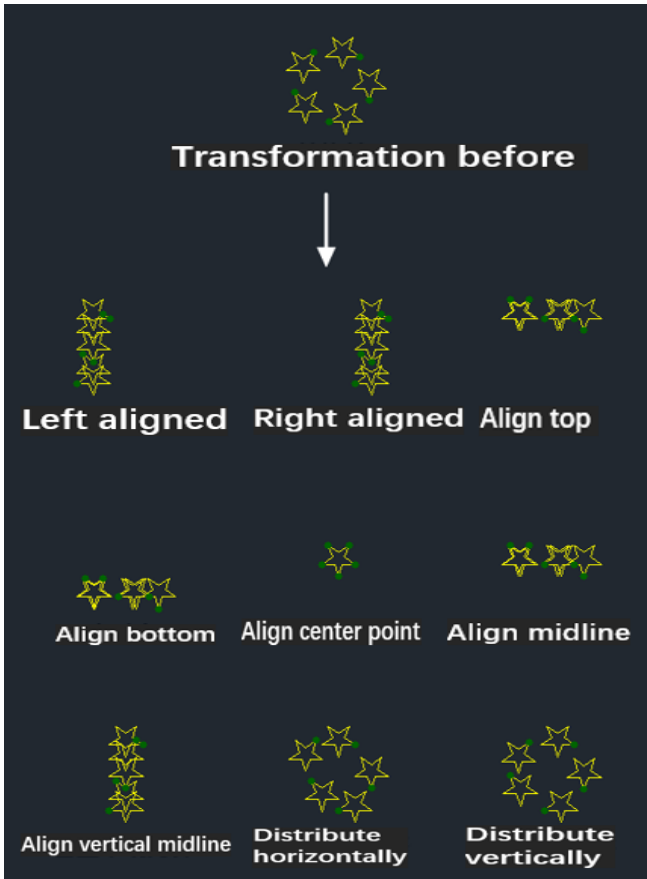 Transformation before
Left aligned
Right aligned
Align top
Align bottom
Align center point
Align midline
Align vertical midline
Distribute
horizontally
Distribute
vertically